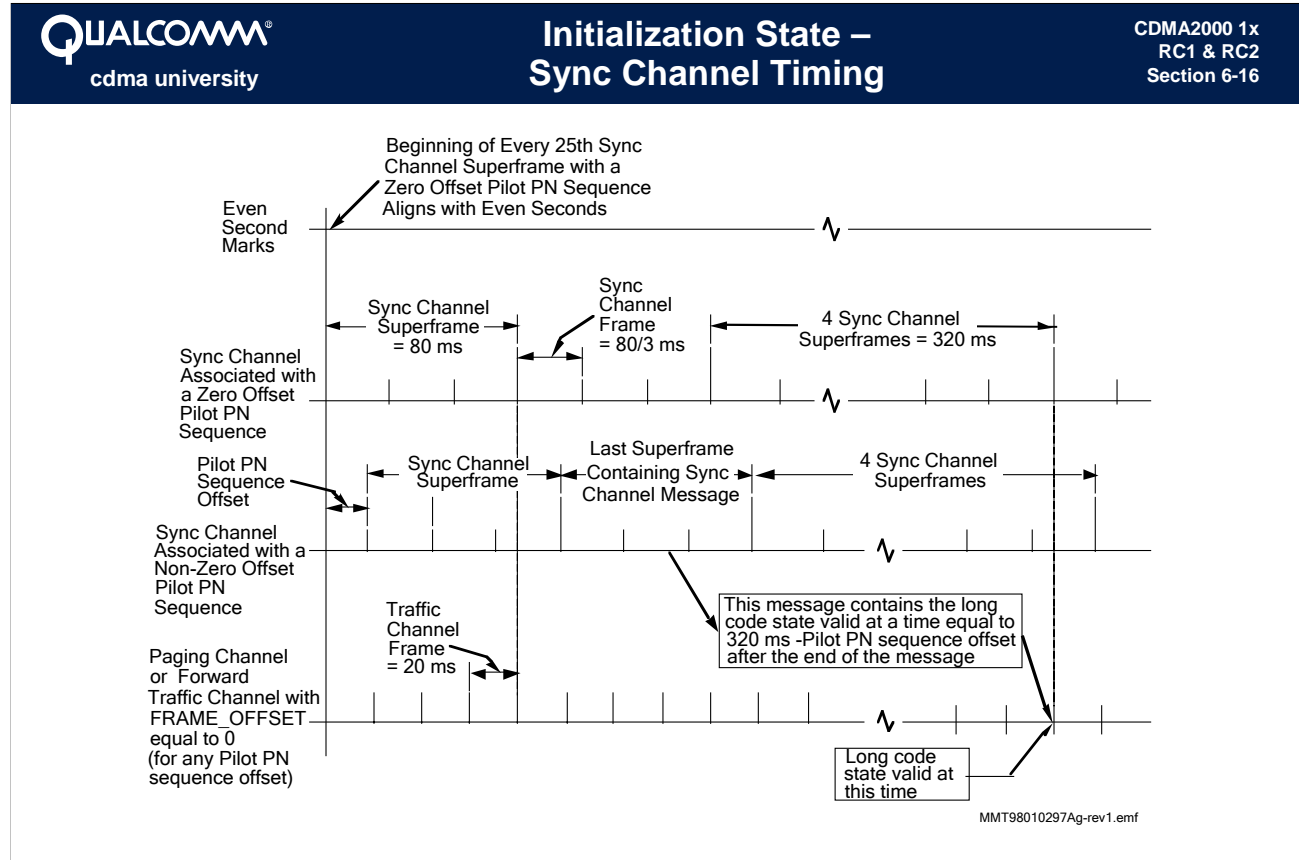 QUALCOMM®
cdma university
Initialization State –
Sync Channel Timing
CDMA2000 1x
RC1 & RC2
Section 6-16
Beginning of Every 25th Sync
Channel Superframe with a
Zero Offset Pilot PN Sequence
Aligns with Even Seconds
Even
Second
Marks
Sync Channel
Superframe
= 80 ms
Sync
Channel
Frame
= 80/3 ms
4 Sync Channel
Superframes = 320 ms
Sync Channel
Associated with
a Zero Offset
Pilot PN
Sequence
Pilot PN
Sequence
Offset
Sync Channel
Superframe
Last Superframe
Containing Sync
Channel Message
4 Sync Channel
Superframes
Sync Channel
Associated with a
Non-Zero Offset
Pilot PN
Sequence
This message contains the long
code state valid at a time equal to
320 ms -Pilot PN sequence offset
after the end of the message
Traffic
Channel
Frame
= 20 ms
Paging Channel
or Forward
Traffic Channel with
FRAME_OFFSET
equal to 0
(for any Pilot PN
sequence offset)
Long code
state valid at
this time
MMT98010297Ag-rev1.emf